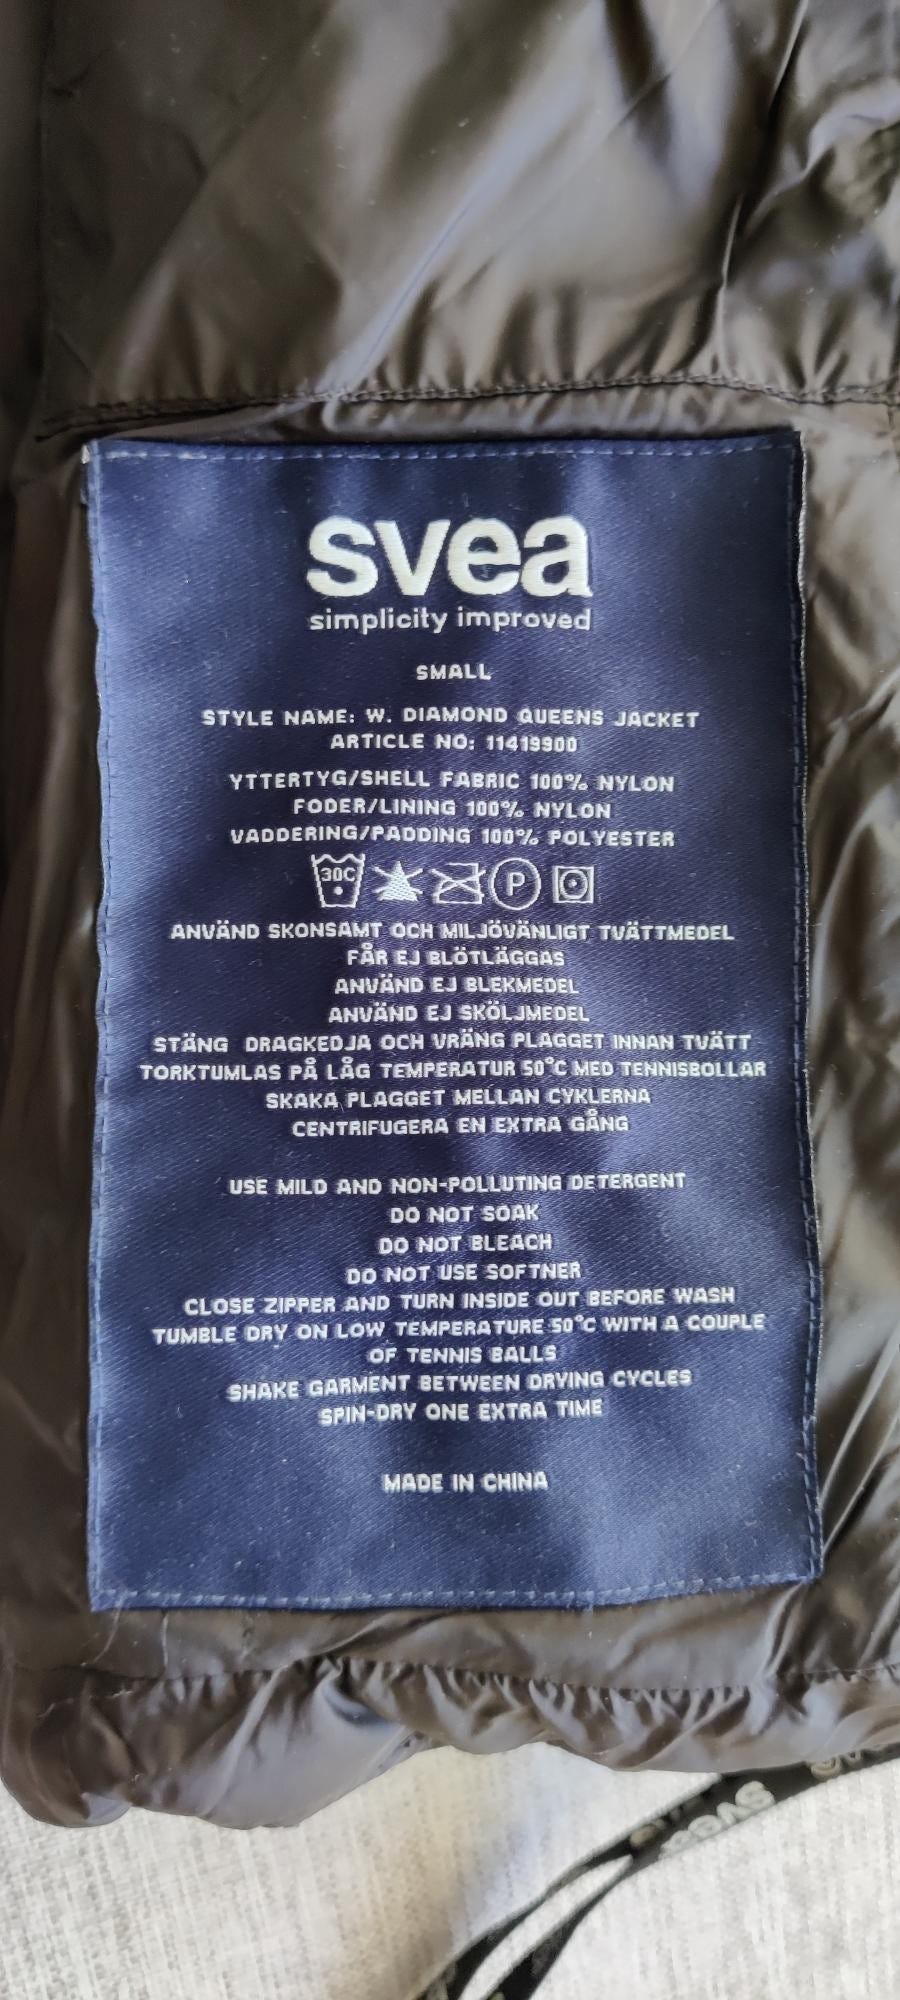 svea
simplicity improved
SMALL
STYLE NAME: W. DIAMOND QUEENS JACKET
ARTICLE NO: 11419900
YTTERTYG/SHELL FABRIC 100% NYLON
FODER/LINING 100% NYLON
VADDERING/PADDING 100% POLYESTER
30C P
ANVÄND SKONSAMT OCH MILJÖVÄNLIGT TVÄTTMEDEL
FÅR EJ BLÖTLÄGGAS
ANVÄND EJ BLEKMEDEL
ANVÄND EJ SKÖLJMEDEL
STÄNG DRAGKEDJA OCH VRÄNG PLAGGET INNAN TVÄTT
TORKTUMLAS PÅ LÅG TEMPERATUR 50°C MED TENNISBOLLAR
SKAKA PLAGGET MELLAN CYKLERNA
CENTRIFUGERA EN EXTRA GÅNG
USE MILD AND NON-POLLUTING DETERGENT
DO NOT SOAK
DO NOT BLEACH
DO NOT USE SOFTNER
CLOSE ZIPPER AND TURN INSIDE OUT BEFORE WASH
TUMBLE DRY ON LOW TEMPERATURE 50°C WITH A COUPLE
OF TENNIS BALLS
SHAKE GARMENT BETWEEN DRYING CYCLES
SPIN-DRY ONE EXTRA TIME
MADE IN CHINA